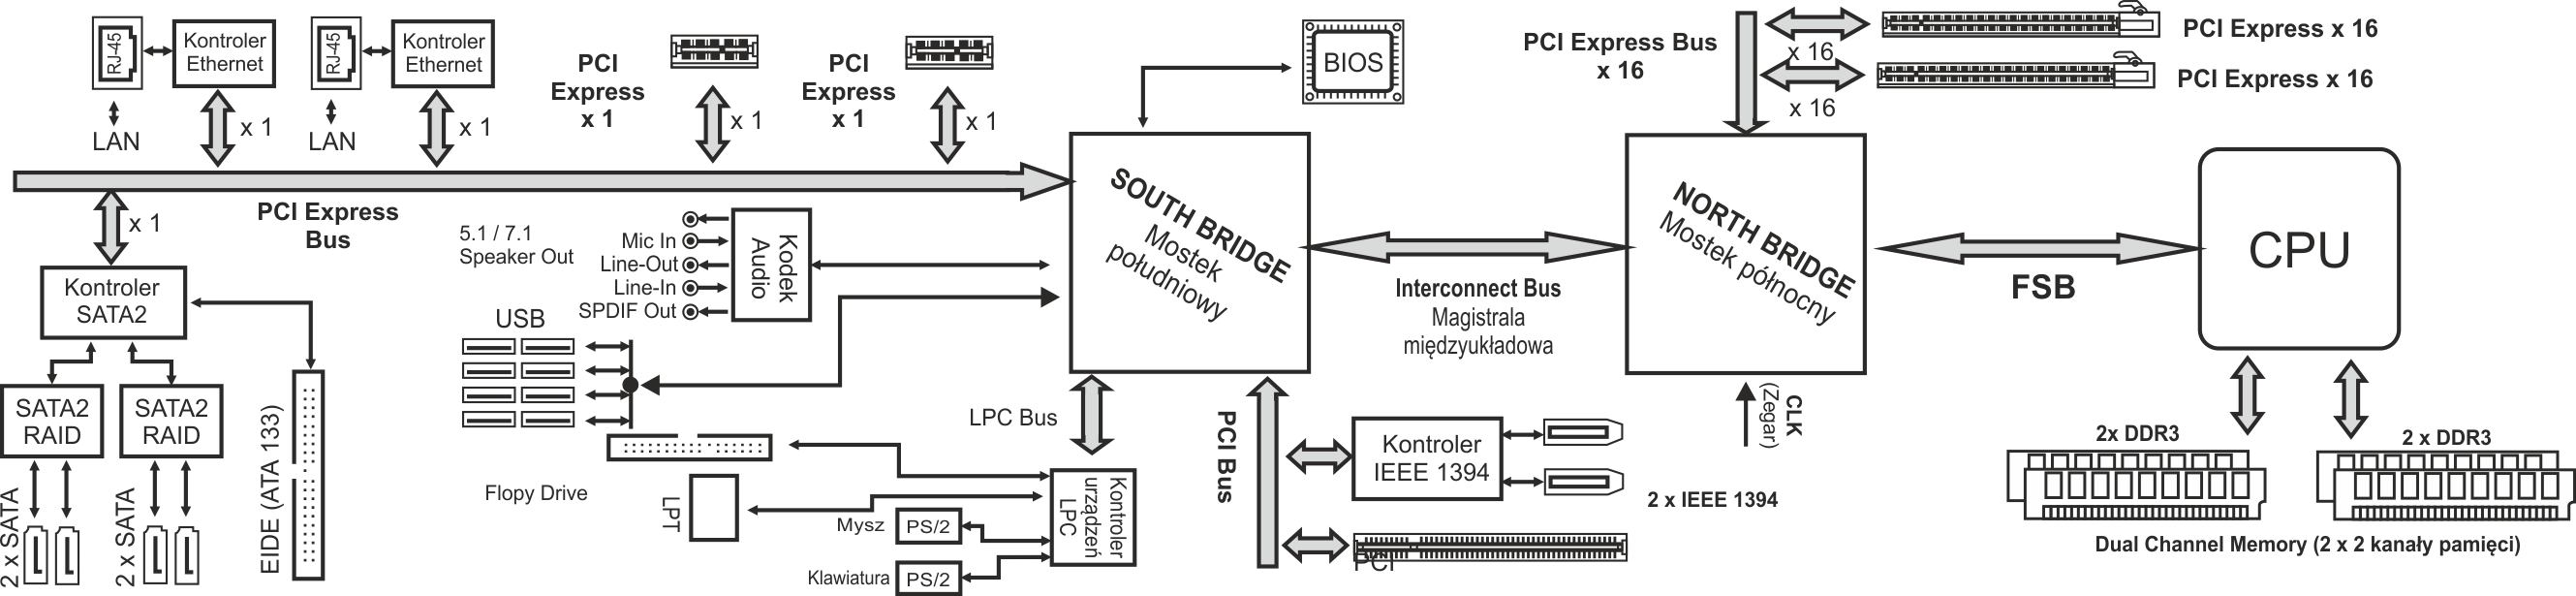 RJ-45
Kontroler
Ethernet
LAN
x 1
RJ-45
Kontroler
Ethernet
LAN
x 1
PCI
Express
x 1
x 1
PCI
Express
x 1
x 1
BIOS
PCI Express Bus
x 16
x 16
x 16
PCI Express x 16
PCI Express x 16
PCI Express
Bus
x 1
Kontroler
SATA2
SATA2
RAID
SATA2
RAID
2 x SATA
2 x SATA
EIDE (ATA 133)
5.1 / 7.1
Speaker Out
Mic In
Line-Out
Line-In
SPDIF Out
Kodek
Audio
USB
SOUTH BRIDGE
Mostek
południowy
Interconnect Bus
Magistrala
międzyukładowa
NORTH BRIDGE
Mostek północny
FSB
CPU
LPC Bus
Flopy Drive
LPT
Mysz
PS/2
Klawiatura
PS/2
Kontroler
urządzeń
LPC
PCI Bus
Kontroler
IEEE 1394
2 x IEEE 1394
PCI
CLK
(Zegar)
2x DDR3
2 x DDR3
Dual Channel Memory (2 x 2 kanały pamięci)